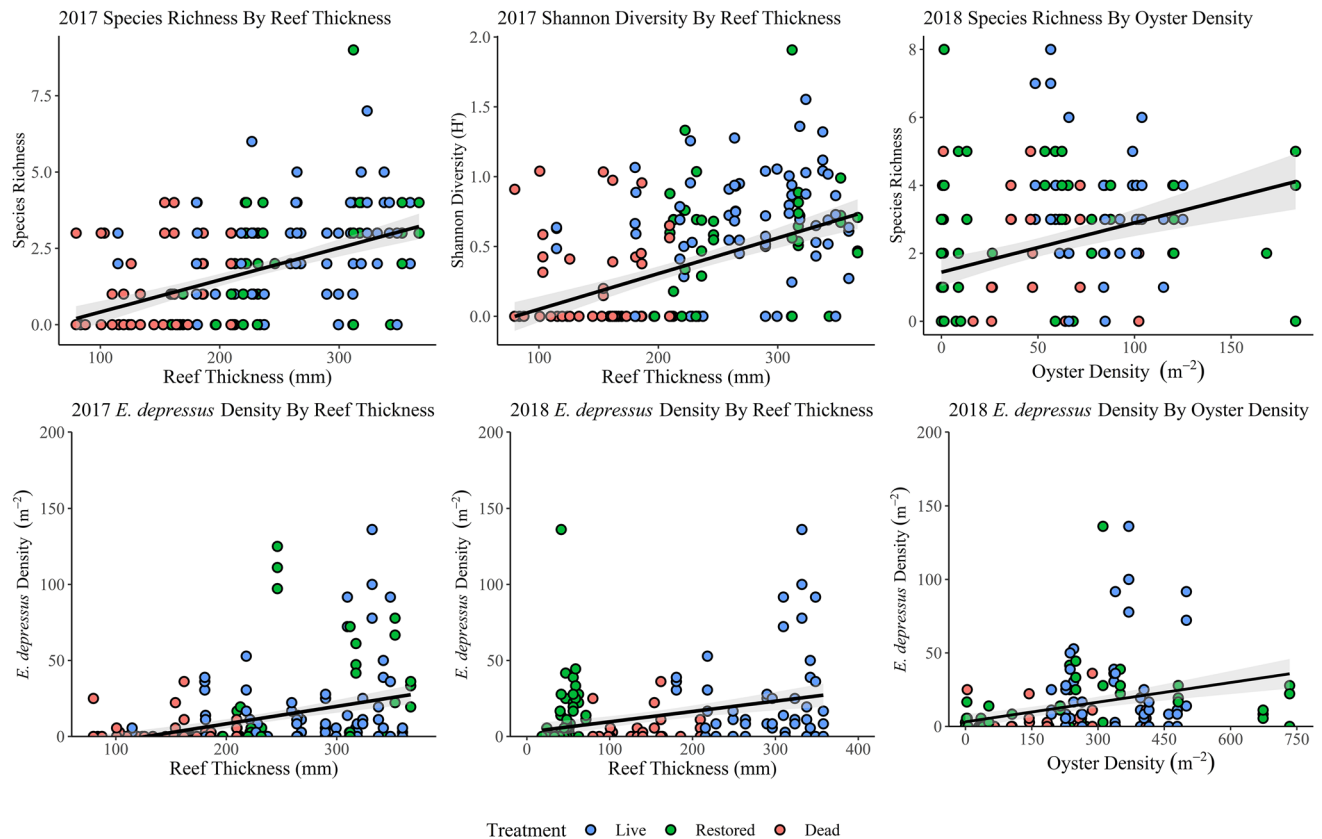 2017 Species Richness By Reef Thickness
Species Richness
7.5
5.0
2.5
0.0
100
200
300
Reef Thickness (mm)
2017 Shannon Diversity By Reef Thickness
Shannon Diversity (H')
2.0
1.5
1.0
0.5
0.0
100
200
300
Reef Thickness (mm)
2018 Species Richness By Oyster Density
Species Richness
8
6
4
2
0
0
50
100
150
Oyster Density (m⁻²)
2017 E. depressus Density By Reef Thickness
E. depressus Density (m⁻²)
200
150
100
50
0
100
200
300
Reef Thickness (mm)
2018 E. depressus Density By Reef Thickness
E. depressus Density (m⁻²)
200
150
100
50
0
0
100
200
300
400
Reef Thickness (mm)
2018 E. depressus Density By Oyster Density
E. depressus Density (m⁻²)
200
150
100
50
0
0
150
300
450
600
750
Oyster Density (m⁻²)
Treatment Live Restored Dead